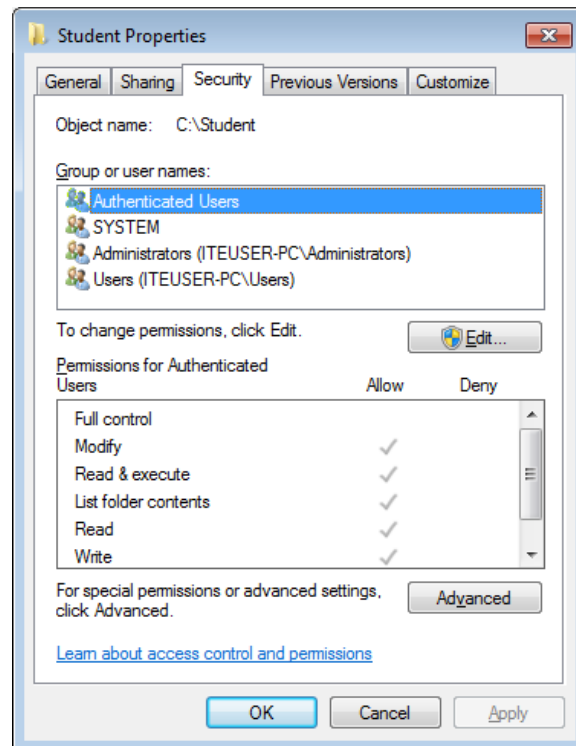 Student Properties
General Sharing Security Previous Versions Customize
Object name: C:\Student
Group or user names:
Authenticated Users
SYSTEM
Administrators (ITEUSER-PC\Administrators)
Users (ITEUSER-PC\Users)
To change permissions, click Edit.
Edit...
Permissions for Authenticated
Users Allow Deny
Full control
Modify
Read & execute
List folder contents
Read
Write
For special permissions or advanced settings,
click Advanced.
Advanced
Learn about access control and permissions
OK Cancel Apply